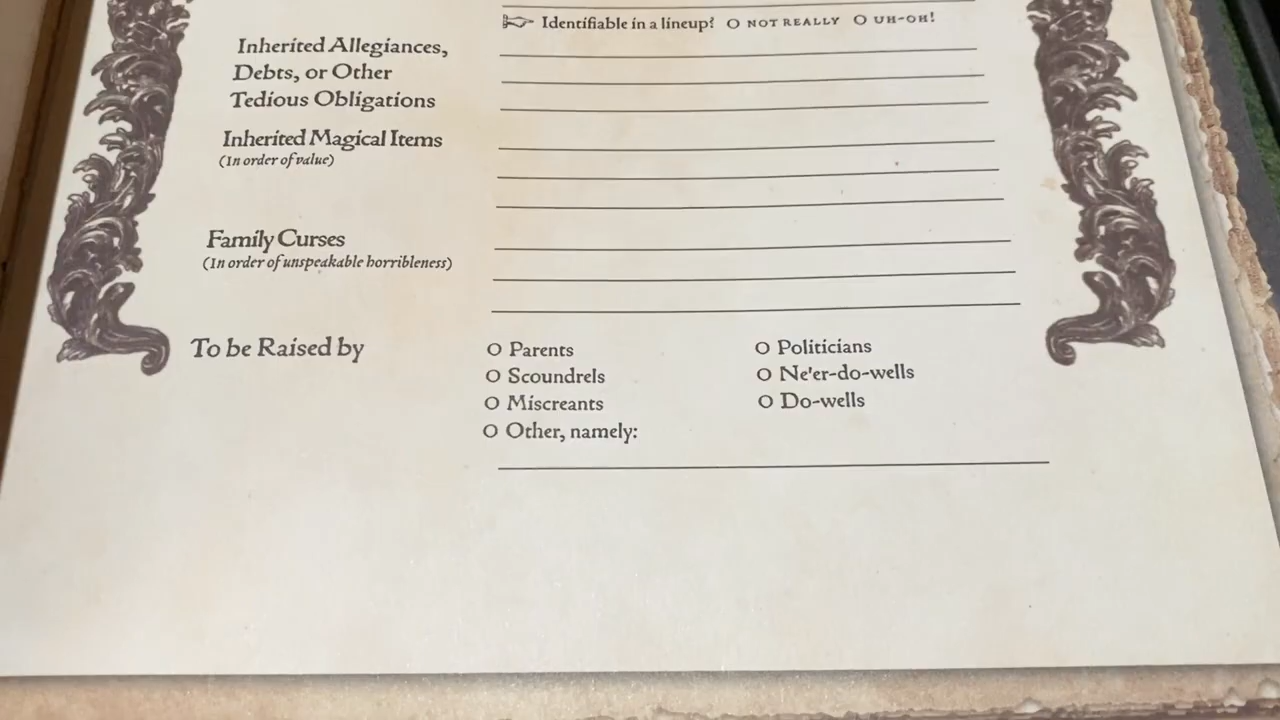 Identifiable in a lineup? O NOT REALLY O UH-OH!
Inherited Allegiances,
Debts, or Other
Tedious Obligations
Inherited Magical Items
(In order of value)
Family Curses
(In order of unspeakable horribleness)
To be Raised by
O Parents
O Scoundrels
O Miscreants
O Other, namely:
O Politicians
O Ne'er-do-wells
O Do-wells